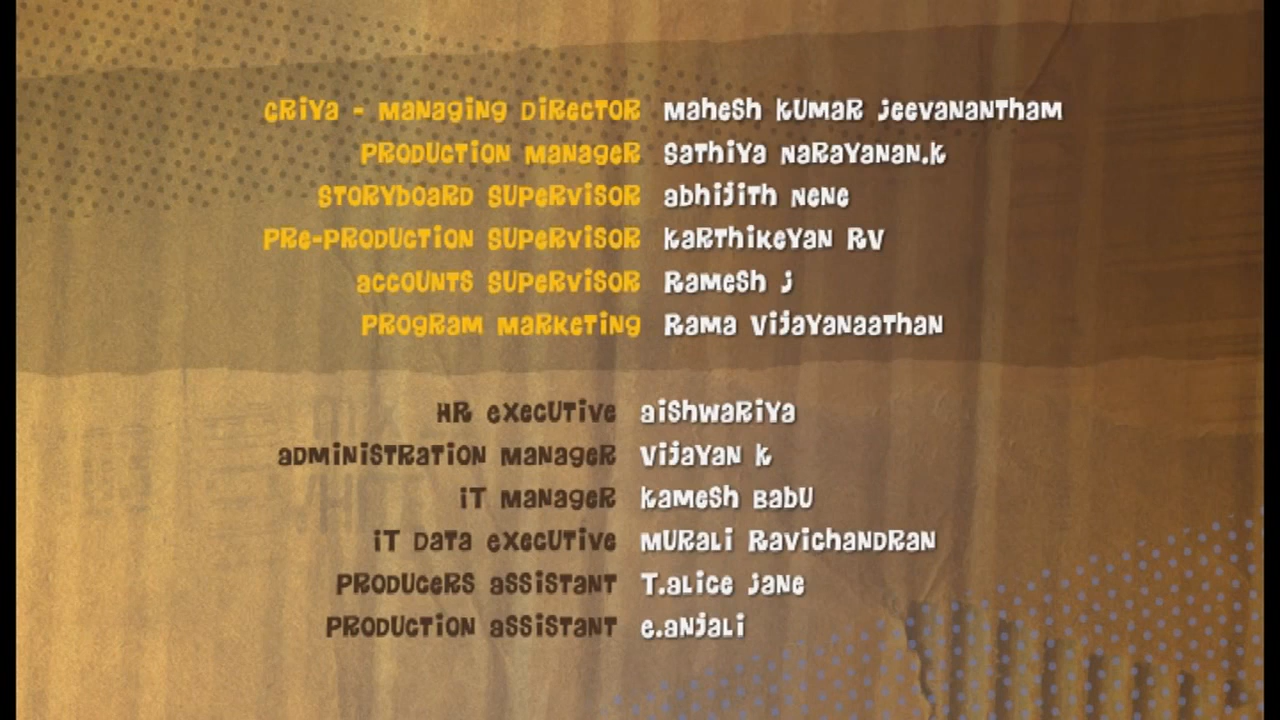 CRiYa - MaNagiNg DiRecTOR MaheSh KUMaR JeevaNaNTham
PRODUCTiON MaNageR SaThiYa NaRaYaNaN.K
STORYbOaRD SUPeRViSOR abhiJiTh NeNe
PRe-PRODUCTiON SUPeRViSOR KaRThiKeYaN RV
accOUNTS SUPeRViSOR RaMeSh J
PROgRaM MaRKeTiNg RaMa ViJaYaNaaThaN
HR eXecUTive aiShwaRiYa
aDMiNiSTRaTiON MaNageR ViJaYaN K
iT MaNageR KaMeSh BabU
iT DaTa eXecUTive MURaLi RaviChaNDRaN
PRODUceRS aSSiSTaNT T.aLice JaNe
PRODUCTiON aSSiSTaNT e.aNJaLi